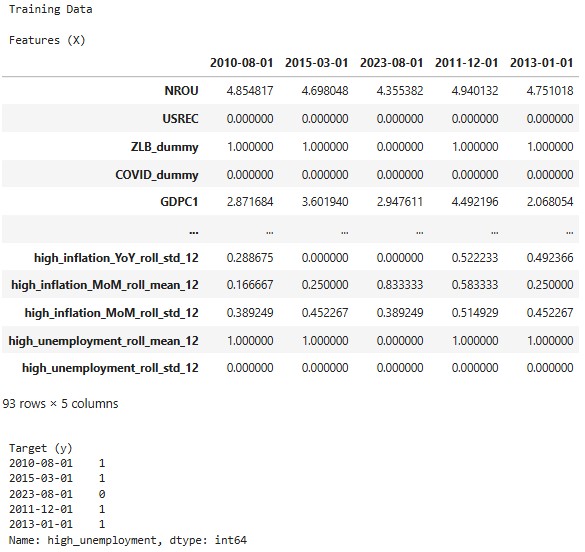 Training Data
Features (X)
2010-08-01 2015-03-01 2023-08-01 2011-12-01 2013-01-01
NROU 4.854817 4.698048 4.355382 4.940132 4.751018
USREC 0.000000 0.000000 0.000000 0.000000 0.000000
ZLB_dummy 1.000000 1.000000 0.000000 1.000000 1.000000
COVID_dummy 0.000000 0.000000 0.000000 0.000000 0.000000
GDPC1 2.871684 3.601940 2.947611 4.492196 2.068054
... ... ... ... ... ...
high_inflation_YoY_roll_std_12 0.288675 0.000000 0.000000 0.522233 0.492366
high_inflation_MoM_roll_mean_12 0.166667 0.250000 0.833333 0.583333 0.250000
high_inflation_MoM_roll_std_12 0.389249 0.452267 0.389249 0.514929 0.452267
high_unemployment_roll_mean_12 1.000000 1.000000 0.000000 1.000000 1.000000
high_unemployment_roll_std_12 0.000000 0.000000 0.000000 0.000000 0.000000
93 rows × 5 columns
Target (y)
2010-08-01 1
2015-03-01 1
2023-08-01 0
2011-12-01 1
2013-01-01 1
Name: high_unemployment, dtype: int64